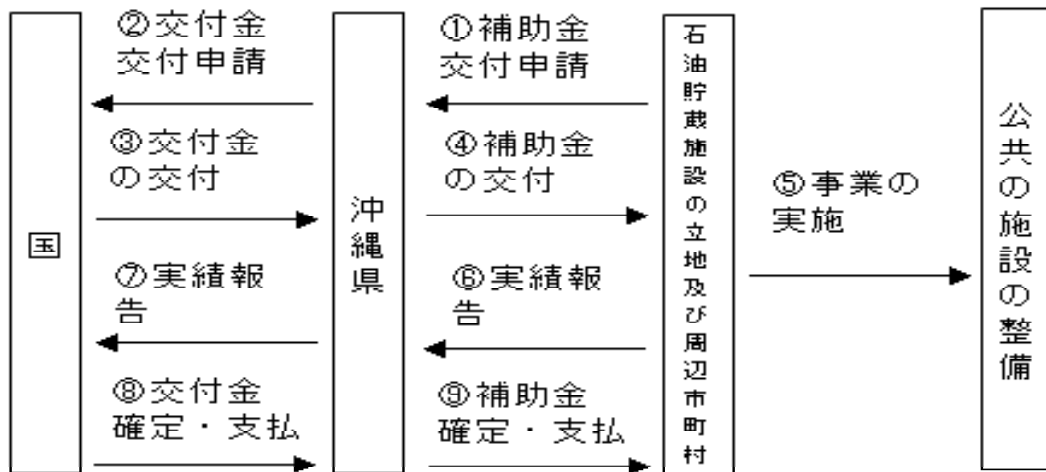 国
②交付金
交付申請
③交付金
の交付
⑦実績報
告
⑧交付金
確定・支払
沖縄県
①補助金
交付申請
④補助金
の交付
⑥実績報
告
⑨補助金
確定・支払
石油貯蔵施設の立地及び周辺市町村
⑤事業の
実施
公共の施設の整備